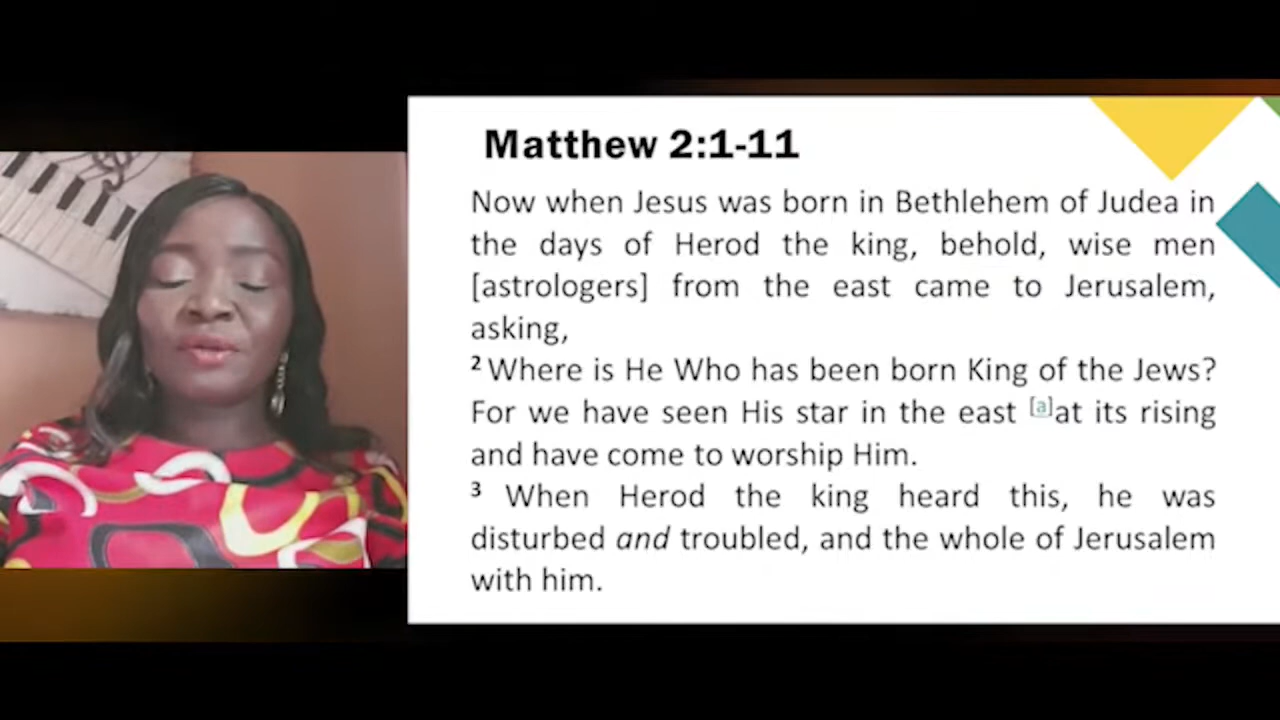 Matthew 2:1-11
Now when Jesus was born in Bethlehem of Judea in
the days of Herod the king, behold, wise men
[astrologers] from the east came to Jerusalem,
asking,
2 Where is He Who has been born King of the Jews?
For we have seen His star in the east [a]at its rising
and have come to worship Him.
3 When Herod the king heard this, he was
disturbed and troubled, and the whole of Jerusalem
with him.